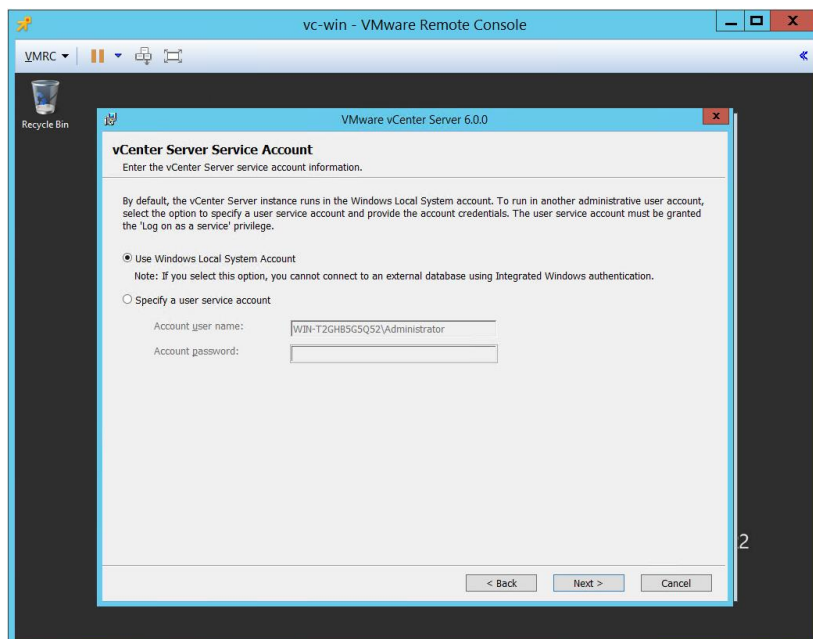 vc-win - VMware Remote Console
VMRC
Recycle Bin
VMware vCenter Server 6.0.0
vCenter Server Service Account
Enter the vCenter Server service account information.
By default, the vCenter Server instance runs in the Windows Local System account. To run in another administrative user account,
select the option to specify a user service account and provide the account credentials. The user service account must be granted
the 'Log on as a service' privilege.
Use Windows Local System Account
Note: If you select this option, you cannot connect to an external database using Integrated Windows authentication.
Specify a user service account
Account user name:
WIN-T2GHB5G5Q52\Administrator
Account password:
2
< Back
Next >
Cancel